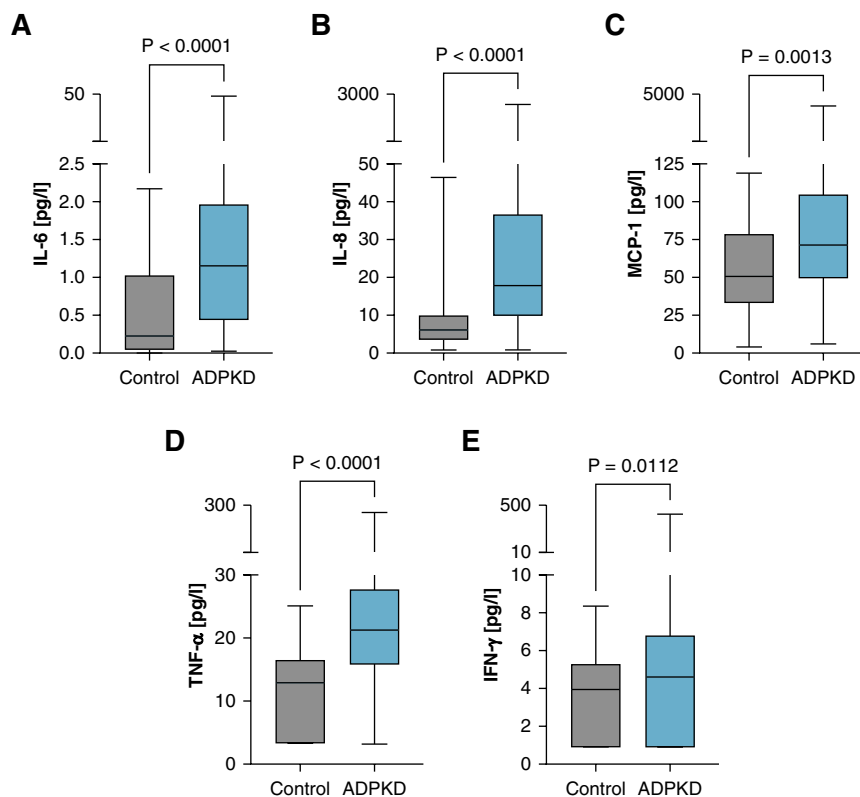 A
P < 0.0001
50
2.5
2.0
1.5
1.0
0.5
0.0
IL-6 [pg/l]
Control ADPKD
B
P < 0.0001
3000
50
40
30
20
10
0
IL-8 [pg/l]
Control ADPKD
C
P = 0.0013
5000
125
100
75
50
25
0
MCP-1 [pg/l]
Control ADPKD
D
P < 0.0001
300
30
20
10
0
TNF-α [pg/l]
Control ADPKD
E
P = 0.0112
500
10
10
8
6
4
2
0
IFN-γ [pg/l]
Control ADPKD